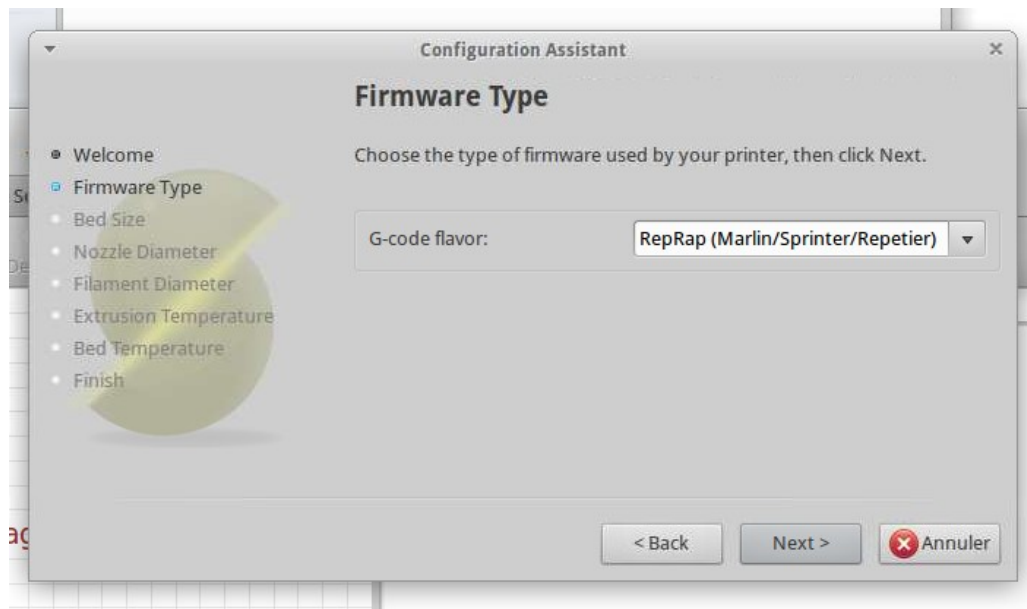 Configuration Assistant
Firmware Type
Welcome
Firmware Type
Bed Size
Nozzle Diameter
Filament Diameter
Extrusion Temperature
Bed Temperature
Finish
Choose the type of firmware used by your printer, then click Next.
G-code flavor:
RepRap (Marlin/Sprinter/Repetier)
< Back
Next >
Annuler